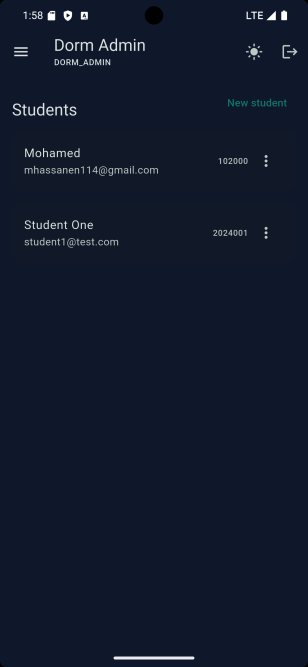 1:58
LTE
Dorm Admin
DORM_ADMIN
New student
Students
Mohamed
mhassanen114@gmail.com
102000
Student One
student1@test.com
2024001